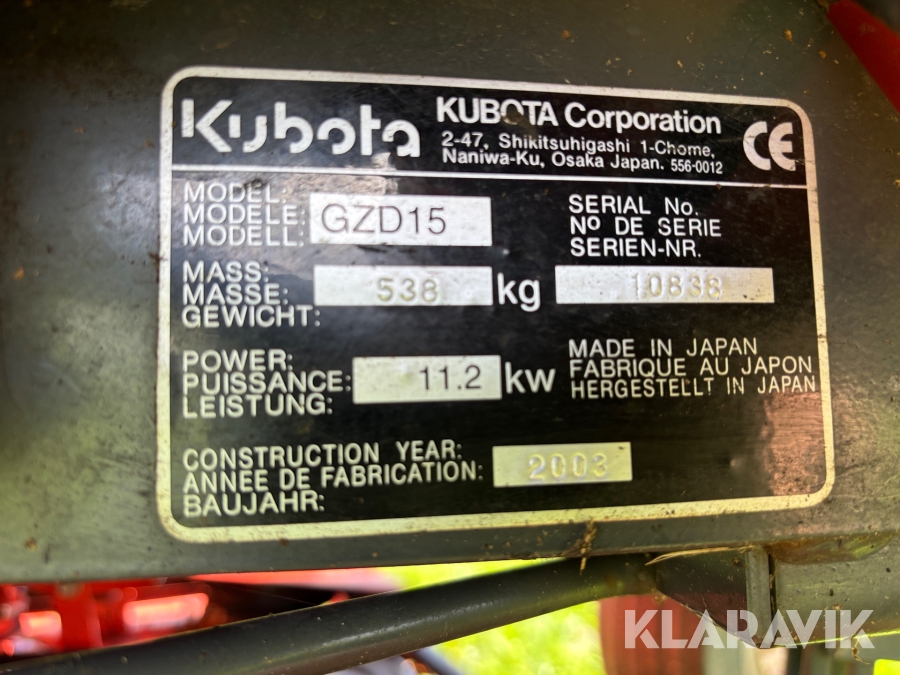 Kubota
KUBOTA Corporation
2-47, Shikitsuhigashi 1-Chome,
Naniwa-Ku, Osaka Japan. 556-0012
CE
MODEL:
MODELE:
MODELL:
GZD15
SERIAL No.
Nº DE SERIE
SERIEN-NR.
MASS:
MASSE:
GEWICHT:
538 kg
10838
POWER:
PUISSANCE:
LEISTUNG:
11.2 kw
MADE IN JAPAN
FABRIQUE AU JAPON
HERGESTELLT IN JAPAN
CONSTRUCTION YEAR:
ANNÉE DE FABRICATION:
BAUJAHR:
2003
KLARAVIK